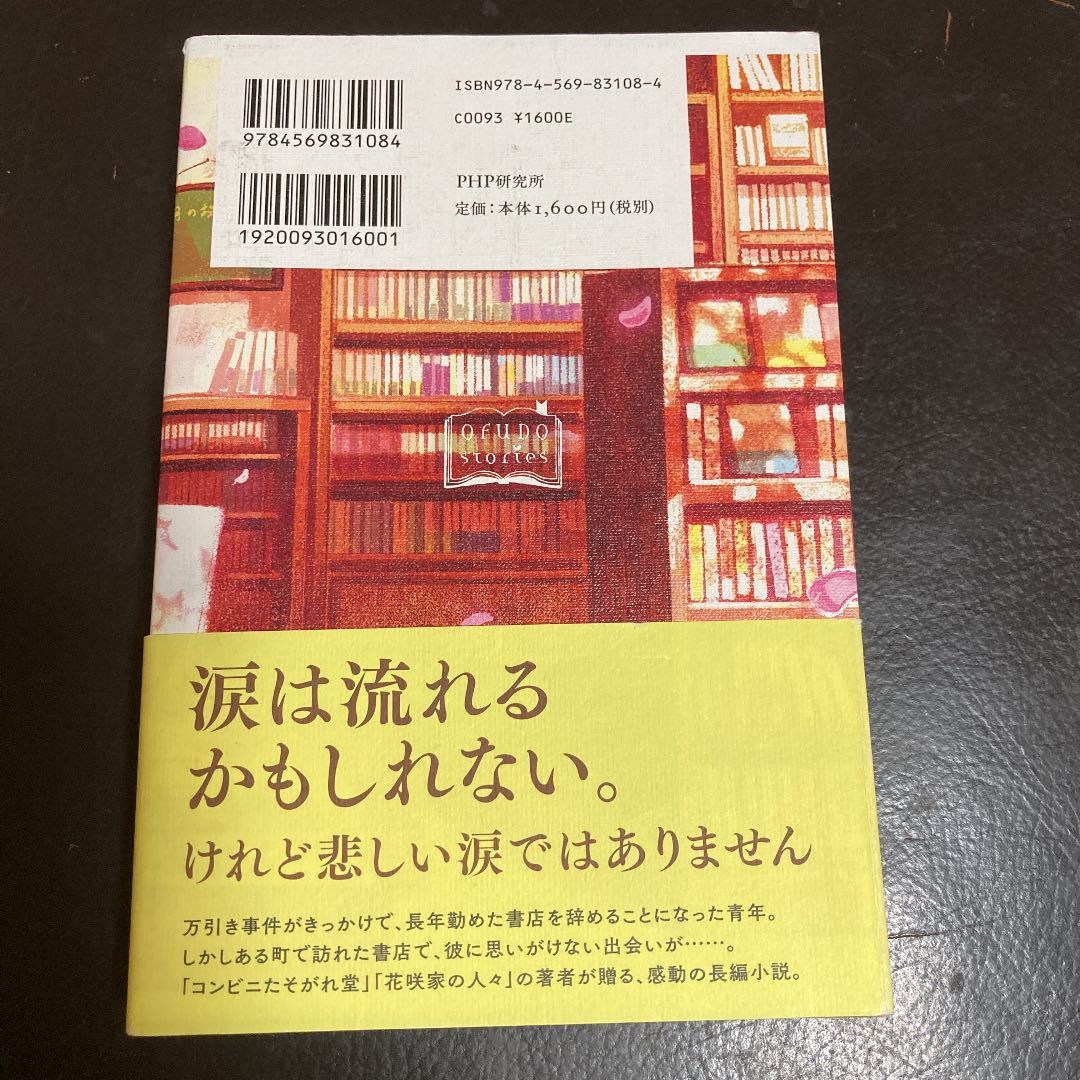 ISBN978-4-569-83108-4
9784569831084
C0093 ¥1600E
PHP研究所
1920093016001
定価：本体1,600円(税別)
月のお
OFUDO
stories
涙は流れる
かもしれない。
けれど悲しい涙ではありません
万引き事件がきっかけで、長年勤めた書店を辞めることになった青年。
しかしある町で訪れた書店で、彼に思いがけない出会いが……。
「コンビニたそがれ堂」「花咲家の人々」の著者が贈る、感動の長編小説。